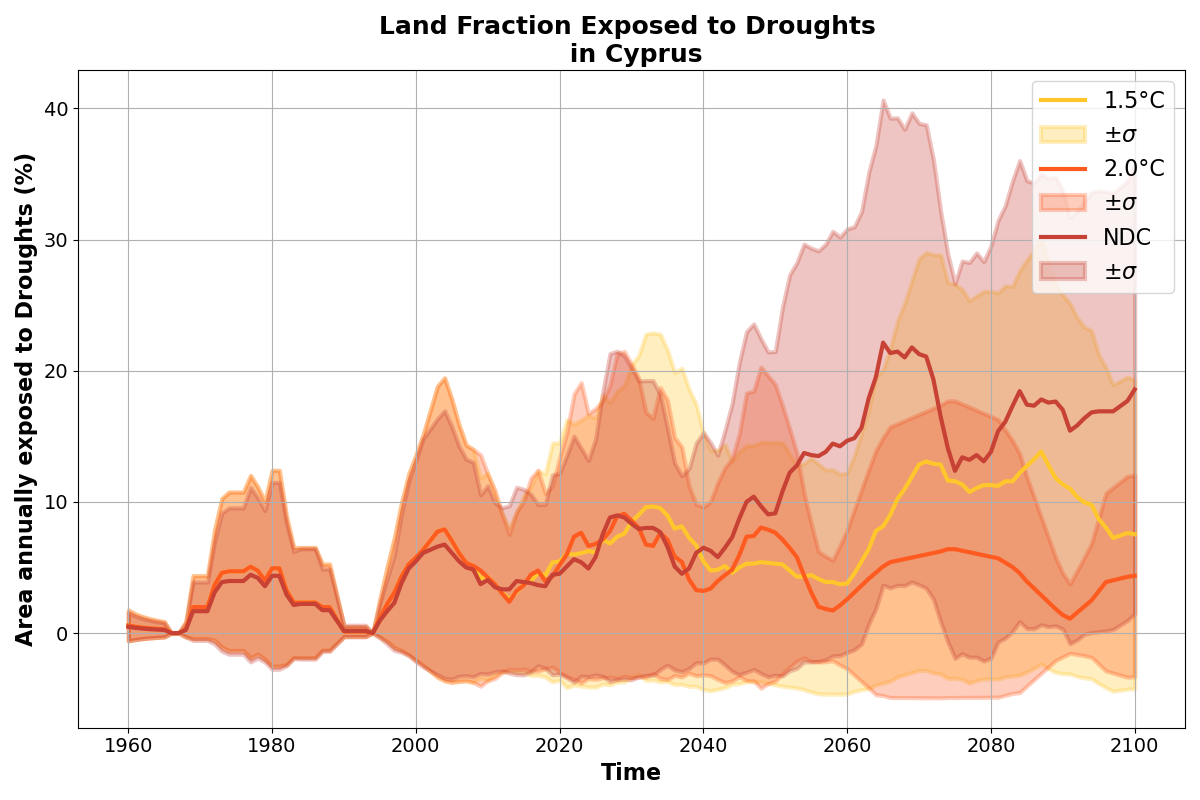 Land Fraction Exposed to Droughts
in Cyprus
Area annually exposed to Droughts (%)
40
30
20
10
0
1960
1980
2000
2020
2040
2060
2080
2100
Time
1.5°C
±σ
2.0°C
±σ
NDC
±σ